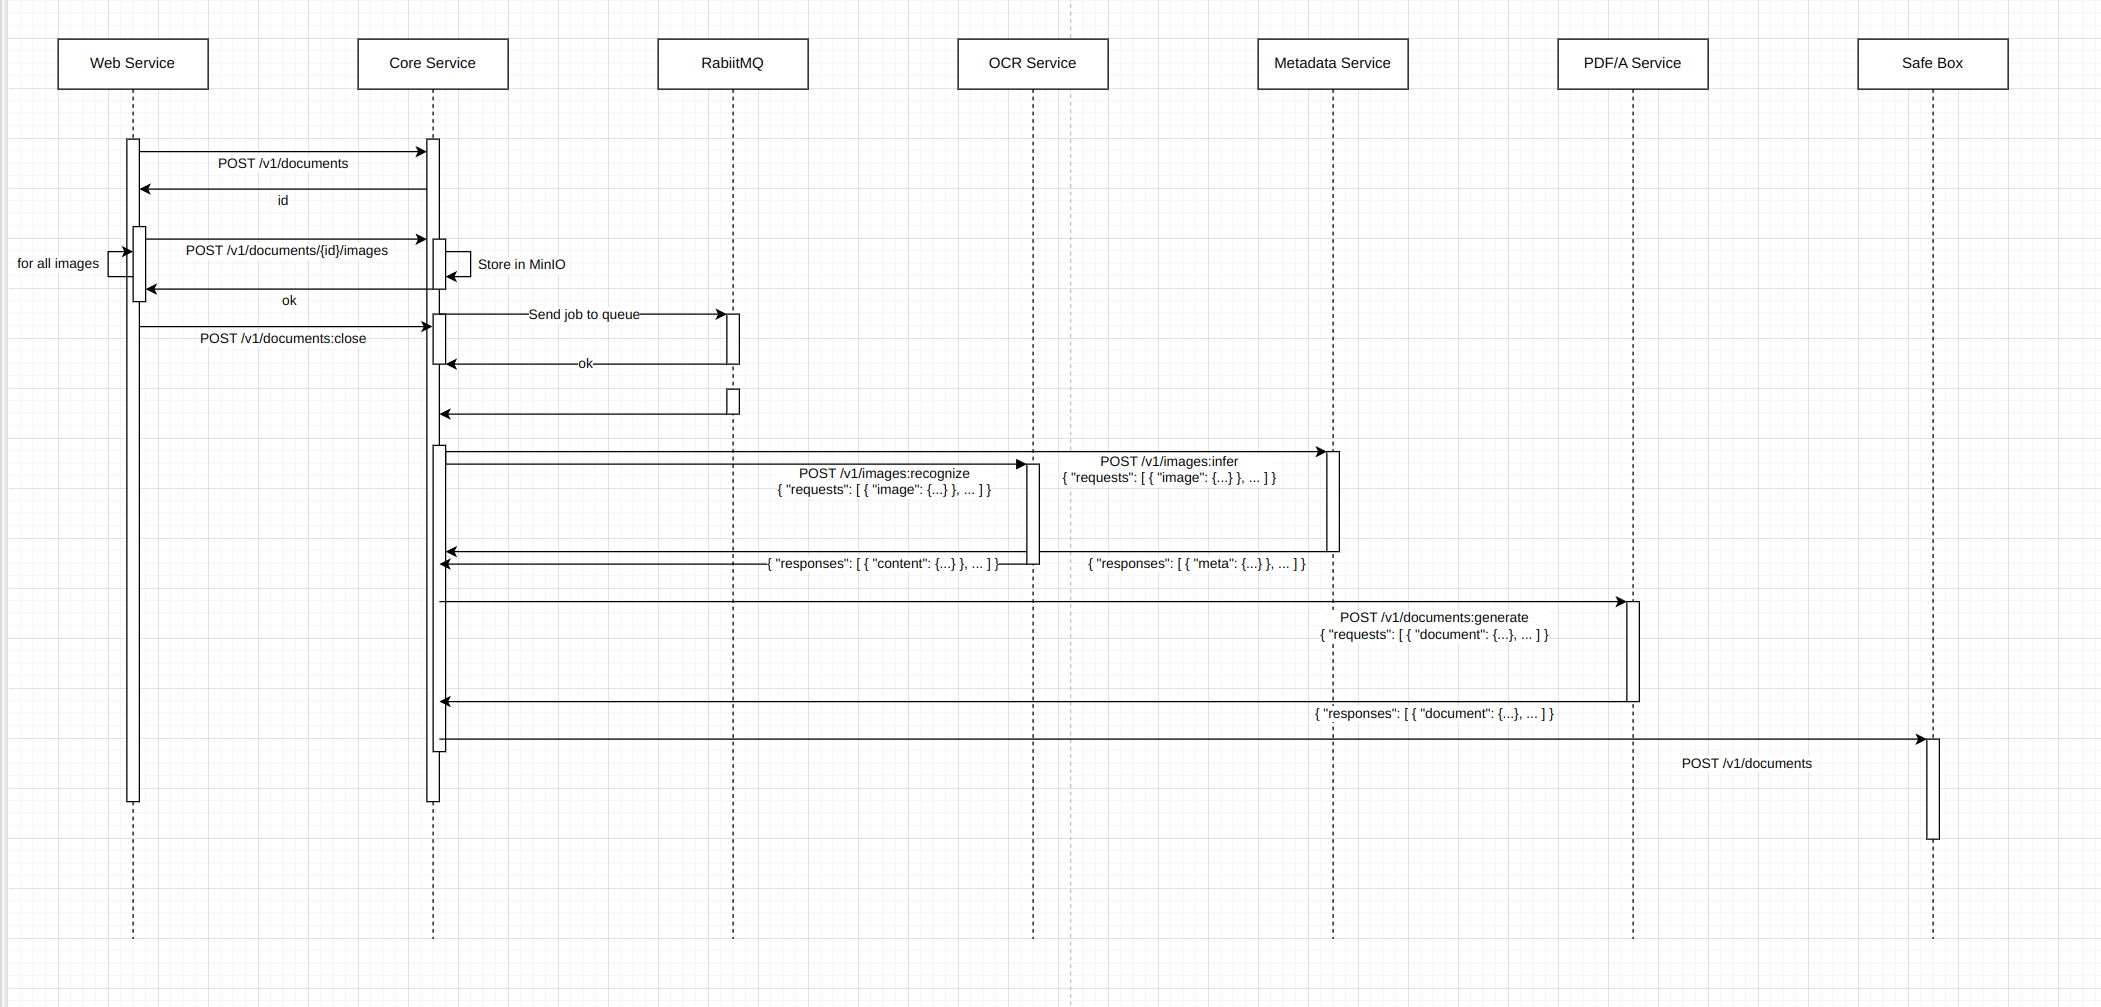 Web Service
Core Service
RabiitMQ
OCR Service
Metadata Service
PDF/A Service
Safe Box
POST /v1/documents
id
POST /v1/documents/{id}/images
for all images
Store in MinIO
ok
Send job to queue
POST /v1/documents:close
ok
POST /v1/images:infer
{ "requests": [ { "image": {...} }, ... ] }
POST /v1/images:recognize
{ "requests": [ { "image": {...} }, ... ] }
{ "responses": [ { "content": {...} }, ... ] }
{ "responses": [ { "meta": {...} }, ... ] }
POST /v1/documents:generate
{ "requests": [ { "document": {...}, ... ] }
{ "responses": [ { "document": {...}, ... ] }
POST /v1/documents